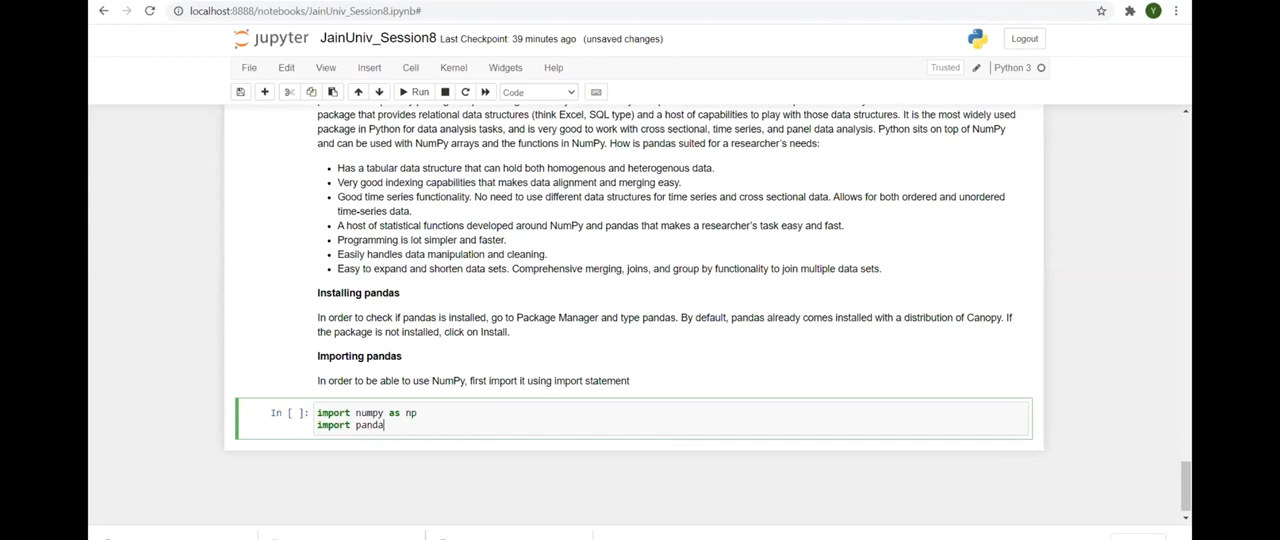 localhost:8888/notebooks/JainUniv_Session8.ipynb#
Y
jupyter JainUniv_Session8 Last Checkpoint: 39 minutes ago (unsaved changes)
Logout
File Edit View Insert Cell Kernel Widgets Help
Trusted Python 3
Run Code
package that provides relational data structures (think Excel, SQL type) and a host of capabilities to play with those data structures. It is the most widely used
package in Python for data analysis tasks, and is very good to work with cross sectional, time series, and panel data analysis. Python sits on top of NumPy
and can be used with NumPy arrays and the functions in NumPy. How is pandas suited for a researcher's needs:
• Has a tabular data structure that can hold both homogenous and heterogenous data.
• Very good indexing capabilities that makes data alignment and merging easy.
• Good time series functionality. No need to use different data structures for time series and cross sectional data. Allows for both ordered and unordered
time-series data.
• A host of statistical functions developed around NumPy and pandas that makes a researcher's task easy and fast.
• Programming is lot simpler and faster.
• Easily handles data manipulation and cleaning.
• Easy to expand and shorten data sets. Comprehensive merging, joins, and group by functionality to join multiple data sets.
Installing pandas
In order to check if pandas is installed, go to Package Manager and type pandas. By default, pandas already comes installed with a distribution of Canopy. If
the package is not installed, click on Install.
Importing pandas
In order to be able to use NumPy, first import it using import statement
In [ ]: import numpy as np
import panda